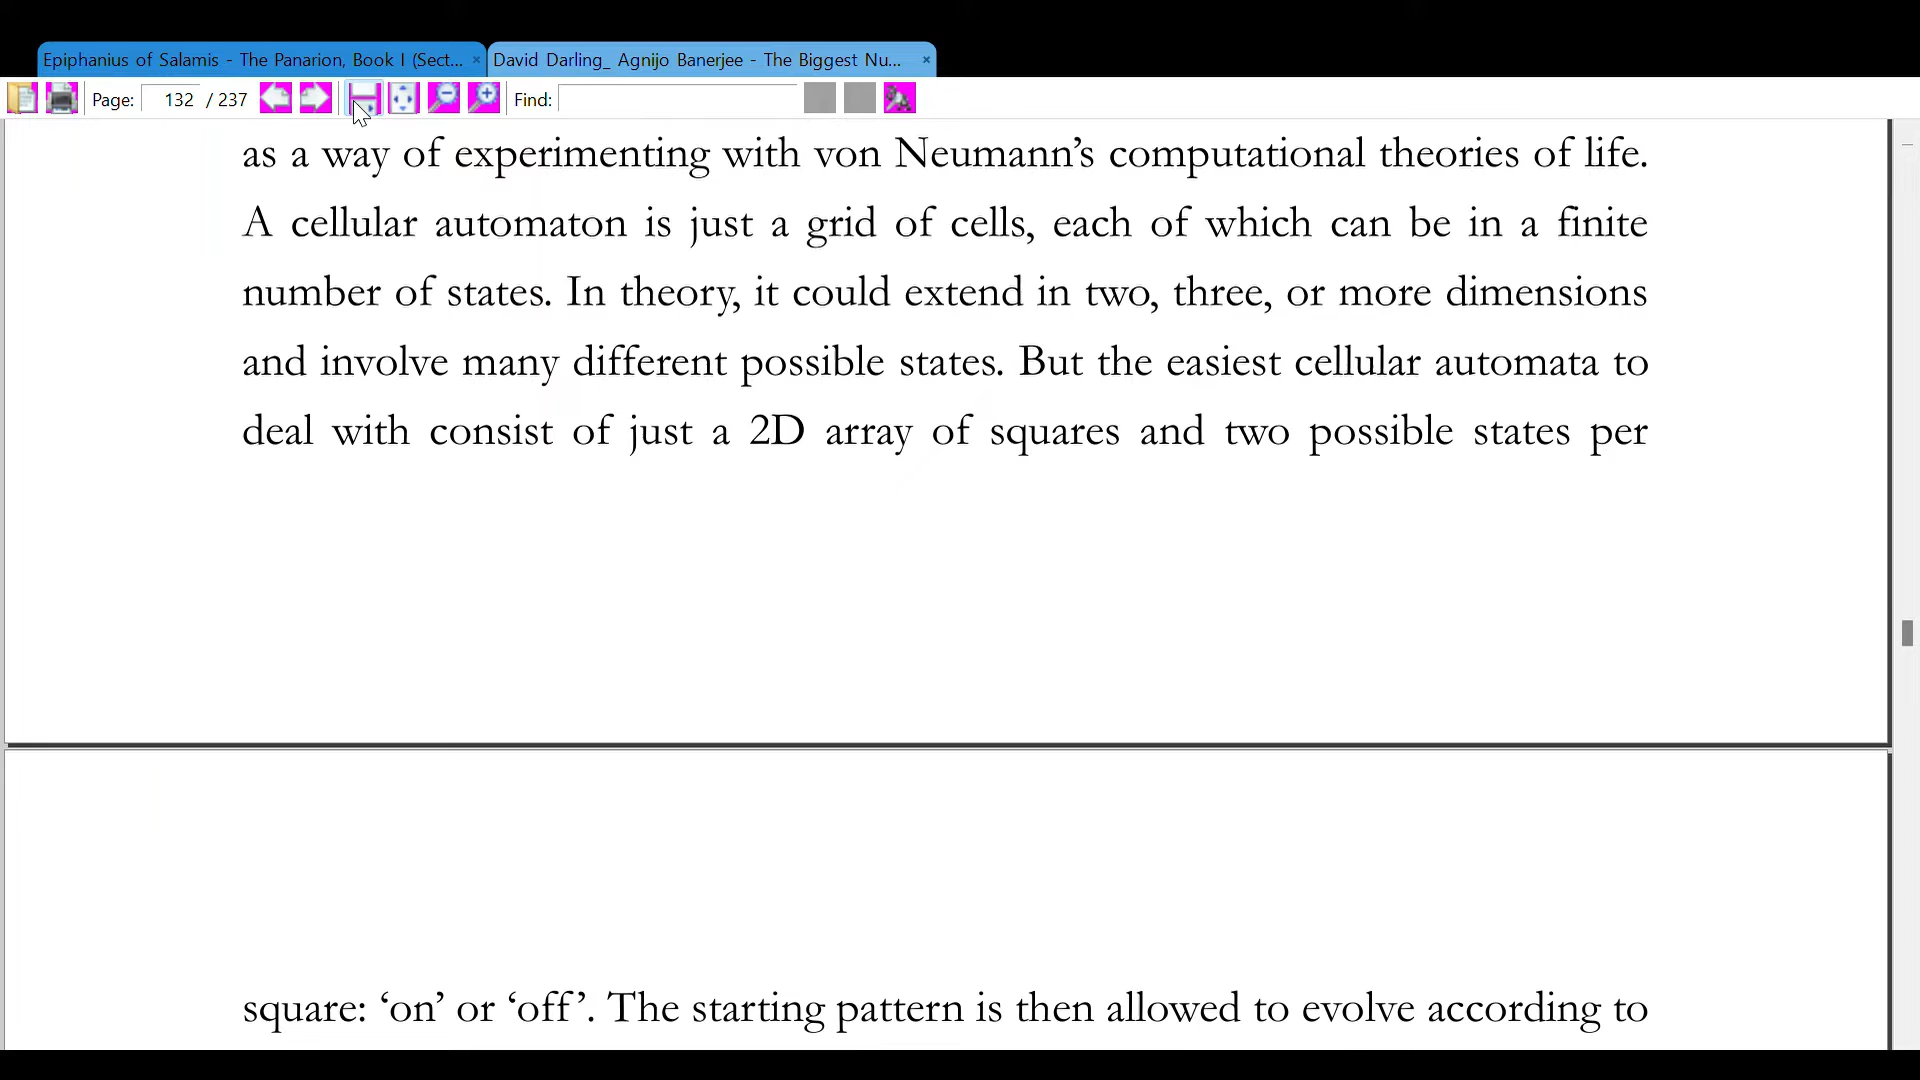 Epiphanius of Salamis - The Panarion, Book I (Sect... × David Darling_ Agnijo Banerjee - The Biggest Nu... ×
Page: 132 / 237 Find:
as a way of experimenting with von Neumann’s computational theories of life.
A cellular automaton is just a grid of cells, each of which can be in a finite
number of states. In theory, it could extend in two, three, or more dimensions
and involve many different possible states. But the easiest cellular automata to
deal with consist of just a 2D array of squares and two possible states per
square: ‘on’ or ‘off’. The starting pattern is then allowed to evolve according to